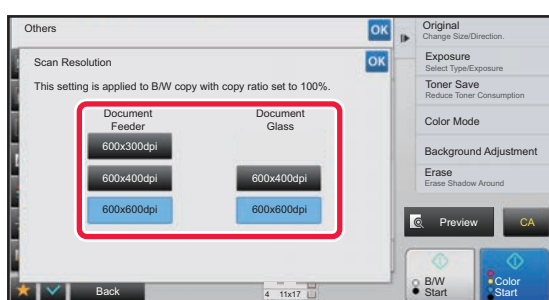 Others
OK
Scan Resolution
OK
This setting is applied to B/W copy with copy ratio set to 100%.
Document
Feeder
600x300dpi
600x400dpi
600x600dpi
Document
Glass
600x400dpi
600x600dpi
Original
Change Size/Direction.
Exposure
Select Type/Exposure
Toner Save
Reduce Toner Consumption
Color Mode
Background Adjustment
Erase
Erase Shadow Around
Preview
CA
B/W
Start
Color
Start
Back
4 11x17